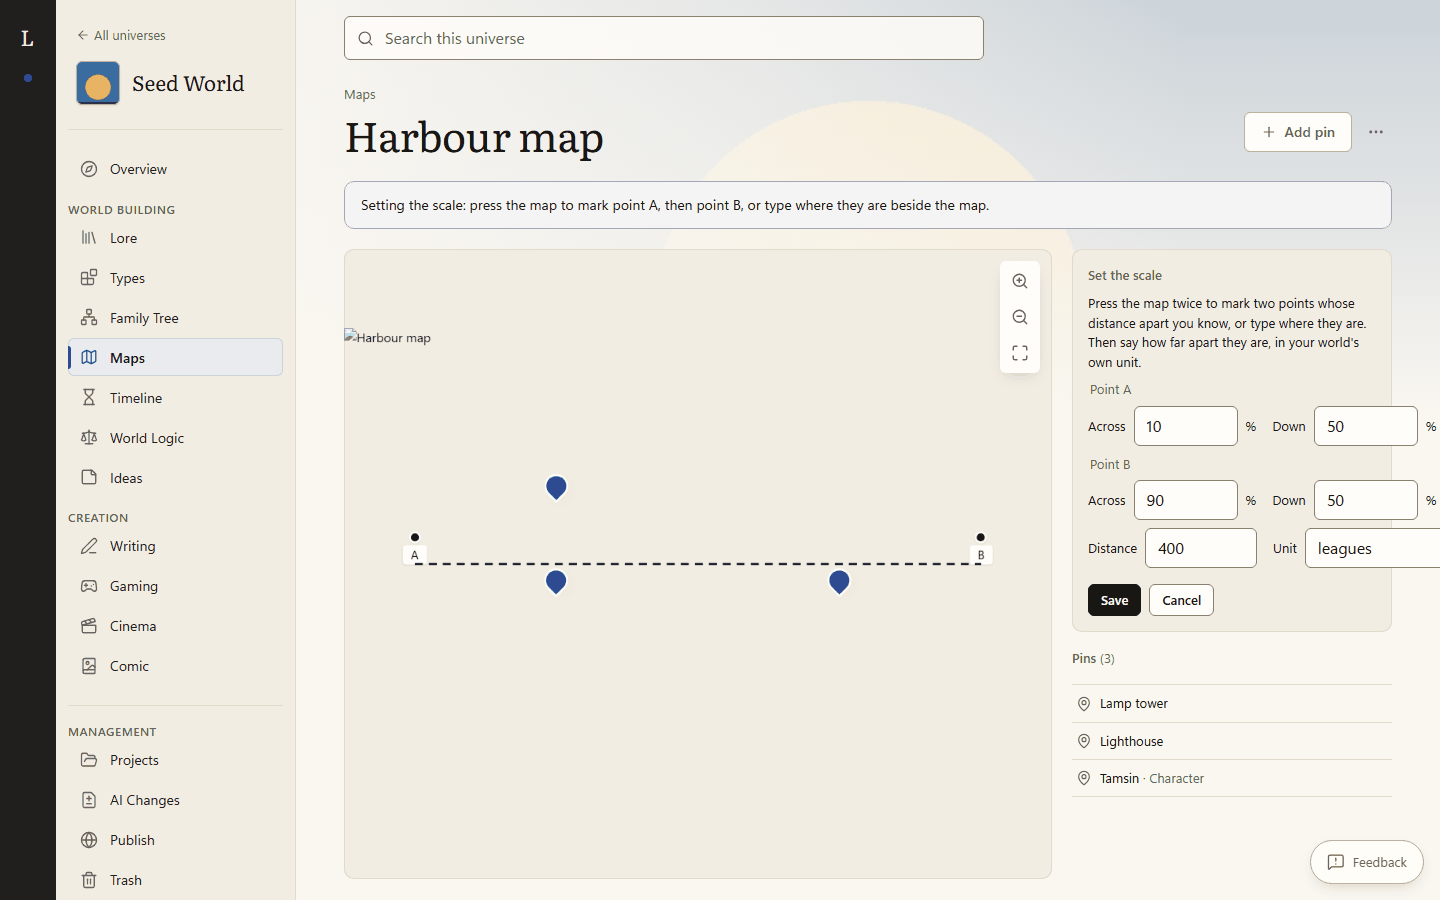 L
All universes
Seed World
Overview
WORLD BUILDING
Lore
Types
Family Tree
Maps
Timeline
World Logic
Ideas
CREATION
Writing
Gaming
Cinema
Comic
MANAGEMENT
Projects
AI Changes
Publish
Trash
Search this universe
Maps
Harbour map
Add pin
Setting the scale: press the map to mark point A, then point B, or type where they are beside the map.
Harbour map
A
B
Set the scale
Press the map twice to mark two points whose
distance apart you know, or type where they are.
Then say how far apart they are, in your world's
own unit.
Point A
Across 10 % Down 50 %
Point B
Across 90 % Down 50 %
Distance 400 Unit leagues
Save Cancel
Pins (3)
Lamp tower
Lighthouse
Tamsin · Character
Feedback